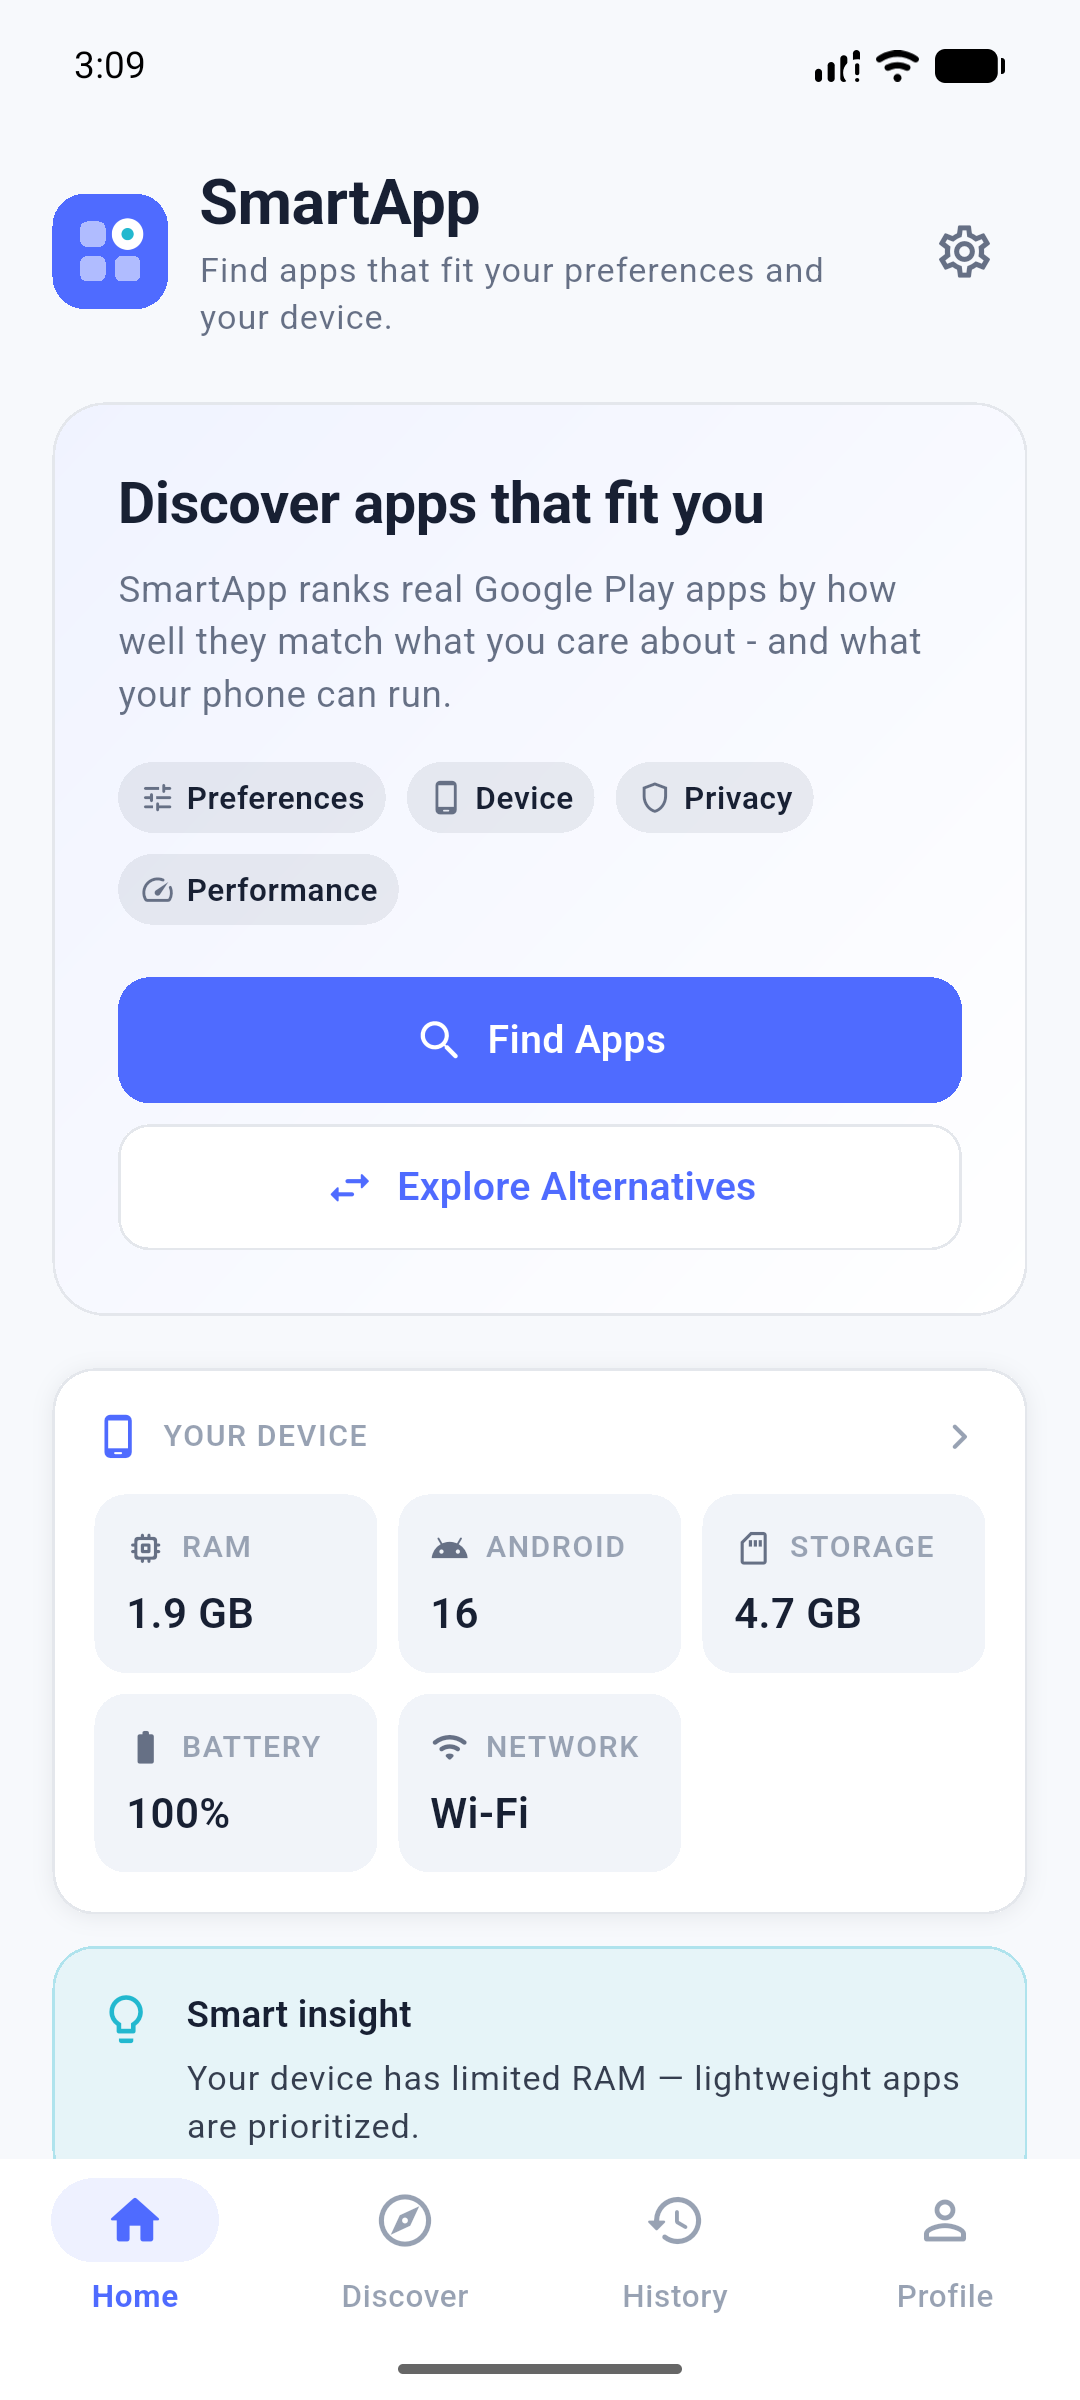 3:09
SmartApp
Find apps that fit your preferences and
your device.
Discover apps that fit you
SmartApp ranks real Google Play apps by how
well they match what you care about - and what
your phone can run.
Preferences
Device
Privacy
Performance
Find Apps
Explore Alternatives
YOUR DEVICE
RAM
1.9 GB
ANDROID
16
STORAGE
4.7 GB
BATTERY
100%
NETWORK
Wi-Fi
Smart insight
Your device has limited RAM — lightweight apps
are prioritized.
Home
Discover
History
Profile